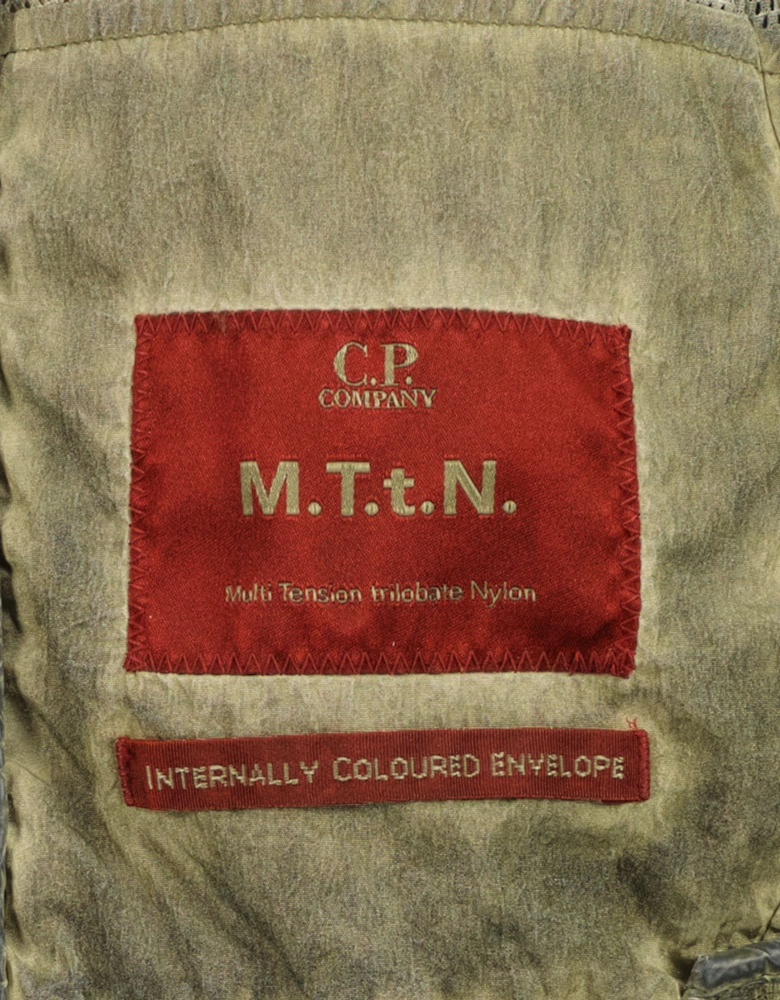 C.P.
COMPANY
M.T.t.N.
Multi Tension trilobate Nylon
INTERNALLY COLOURED ENVELOPE